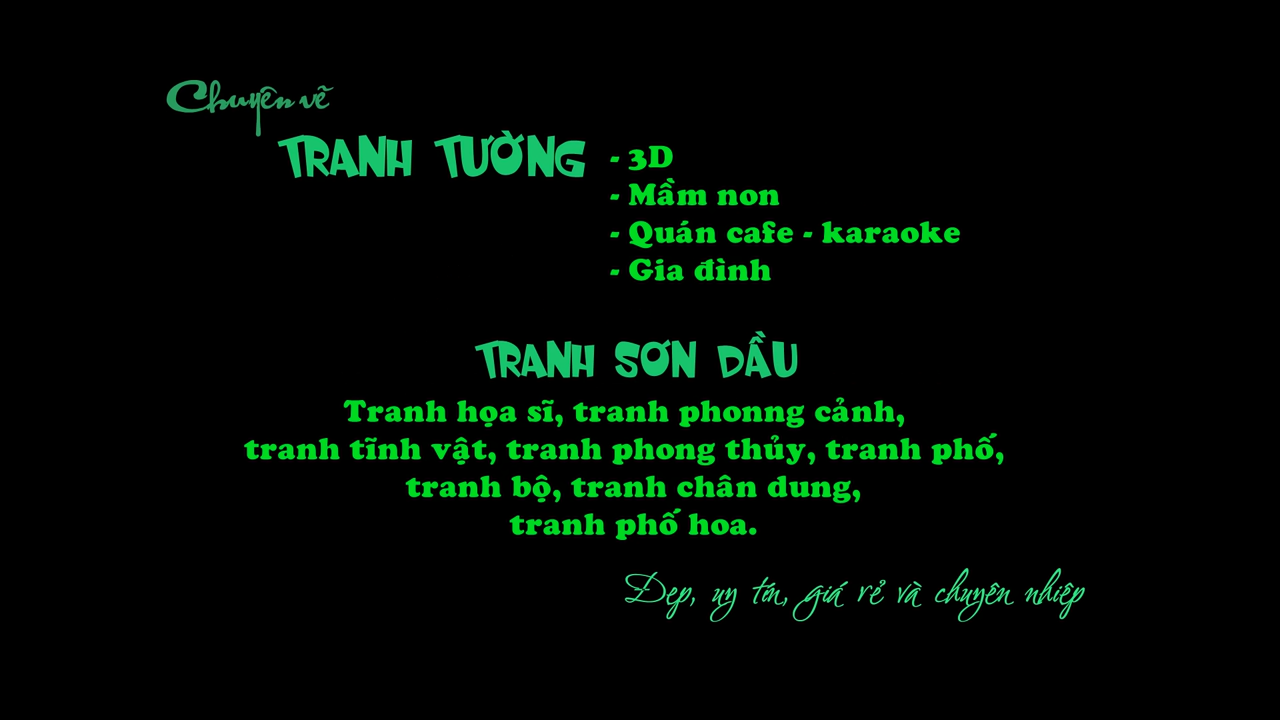 Chuyên vẽ
TRANH TƯỜNG
- 3D
- Mầm non
- Quán cafe - karaoke
- Gia đình
TRANH SƠN DẦU
Tranh họa sĩ, tranh phonng cảnh,
tranh tĩnh vật, tranh phong thủy, tranh phố,
tranh bộ, tranh chân dung,
tranh phố hoa.
Đẹp, uy tín, giá rẻ và chuyên nhiêp